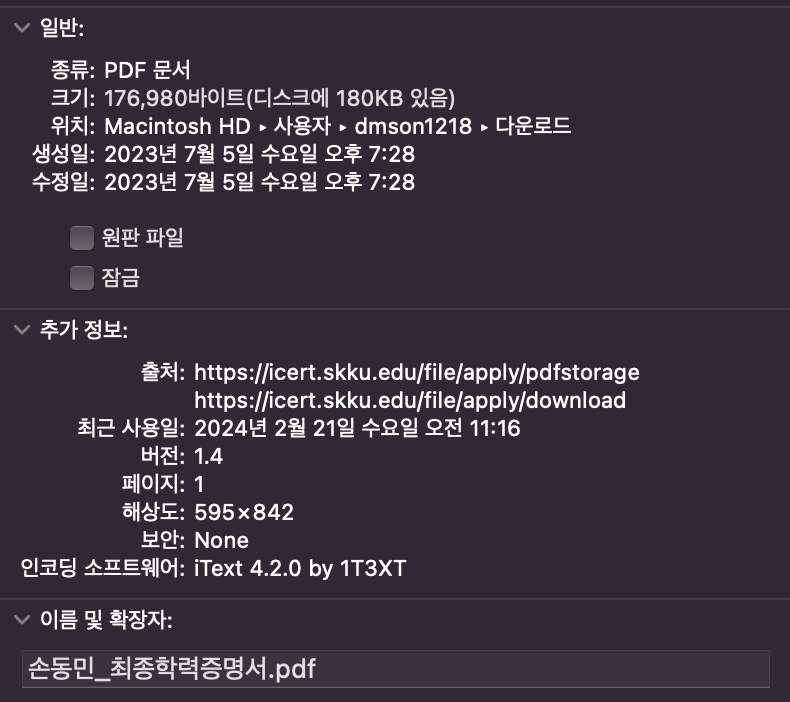 일반:
종류: PDF 문서
크기: 176,980바이트(디스크에 180KB 있음)
위치: Macintosh HD ▸ 사용자 ▸ dmson1218 ▸ 다운로드
생성일: 2023년 7월 5일 수요일 오후 7:28
수정일: 2023년 7월 5일 수요일 오후 7:28
원판 파일
잠금
추가 정보:
출처: https://icert.skku.edu/file/apply/pdfstorage
https://icert.skku.edu/file/apply/download
최근 사용일: 2024년 2월 21일 수요일 오전 11:16
버전: 1.4
페이지: 1
해상도: 595×842
보안: None
인코딩 소프트웨어: iText 4.2.0 by 1T3XT
이름 및 확장자:
손동민_최종학력증명서.pdf